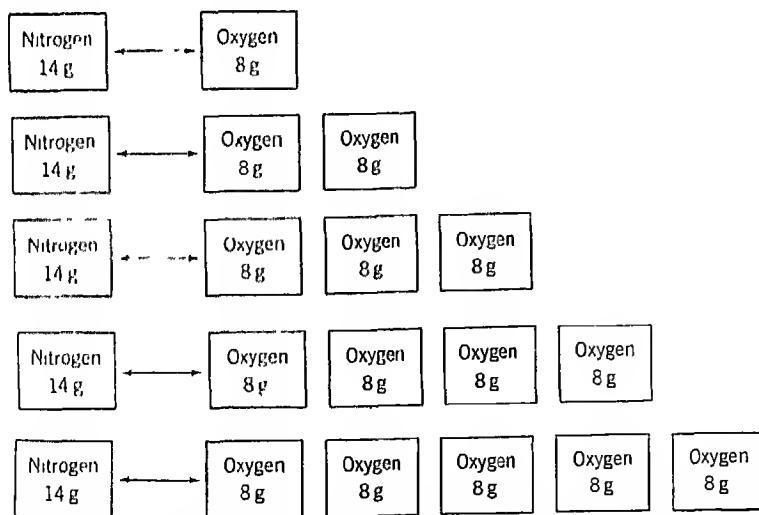 Nitrogen Oxygen
14 g 8 g
Nitrogen Oxygen Oxygen
14 g 8 g 8 g
Nitrogen Oxygen Oxygen Oxygen
14 g 8 g 8 g 8 g
Nitrogen Oxygen Oxygen Oxygen Oxygen
14 g 8 g 8 g 8 g 8 g
Nitrogen Oxygen Oxygen Oxygen Oxygen Oxygen
14 g 8 g 8 g 8 g 8 g 8 g